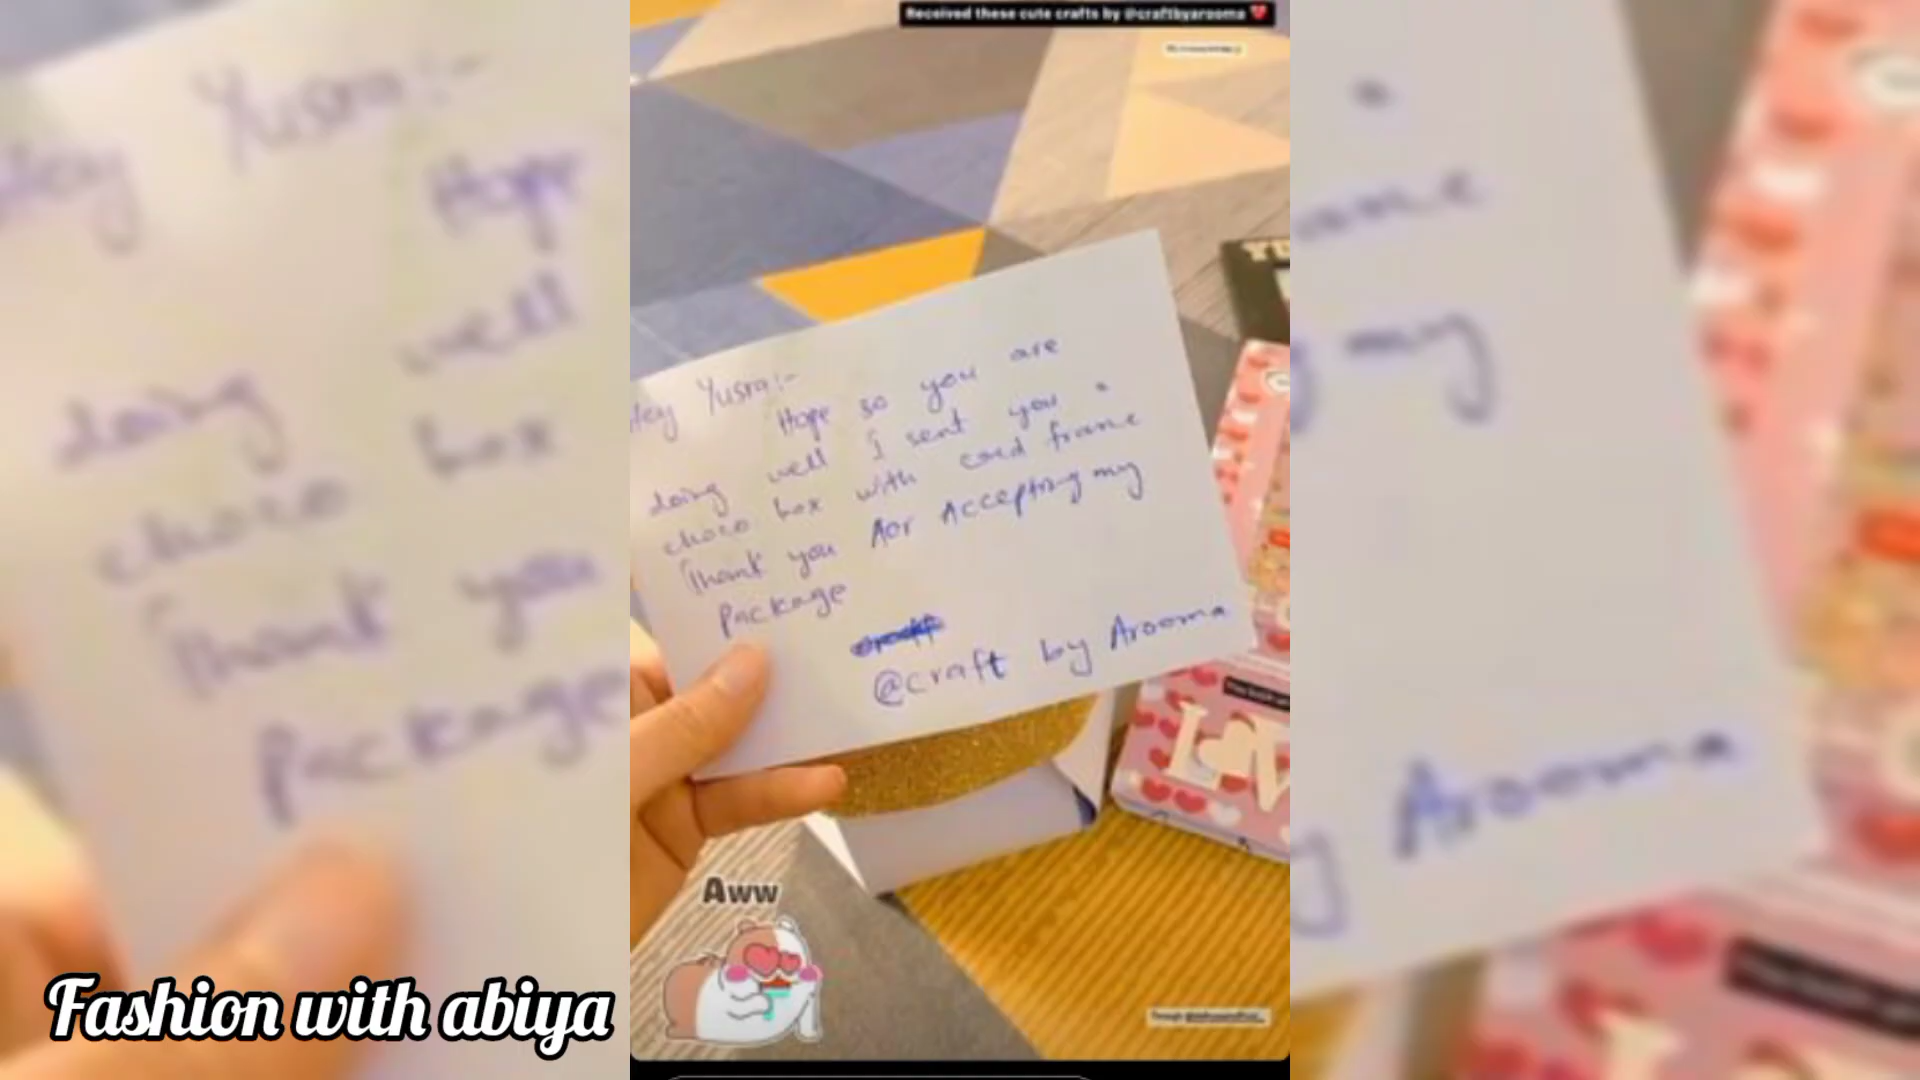 Received these cute crafts by @craftbyarooma
Hey Yusra:-
Hope so you are
doing well I sent you a
choco box with card frame
Thank you For Accepting my
Package
@craft by Arooma
LOV
Aww
Fashion with abiya